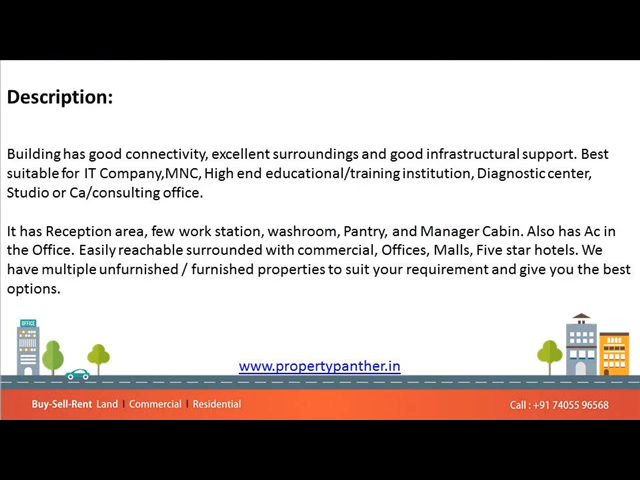 Description:
Building has good connectivity, excellent surroundings and good infrastructural support. Best
suitable for IT Company,MNC, High end educational/training institution, Diagnostic center,
Studio or Ca/consulting office.
It has Reception area, few work station, washroom, Pantry, and Manager Cabin. Also has Ac in
the Office. Easily reachable surrounded with commercial, Offices, Malls, Five star hotels. We
have multiple unfurnished / furnished properties to suit your requirement and give you the best
options.
OFFICE
www.propertypanther.in
Buy-Sell-Rent Land | Commercial | Residential
Call : +91 74055 96568